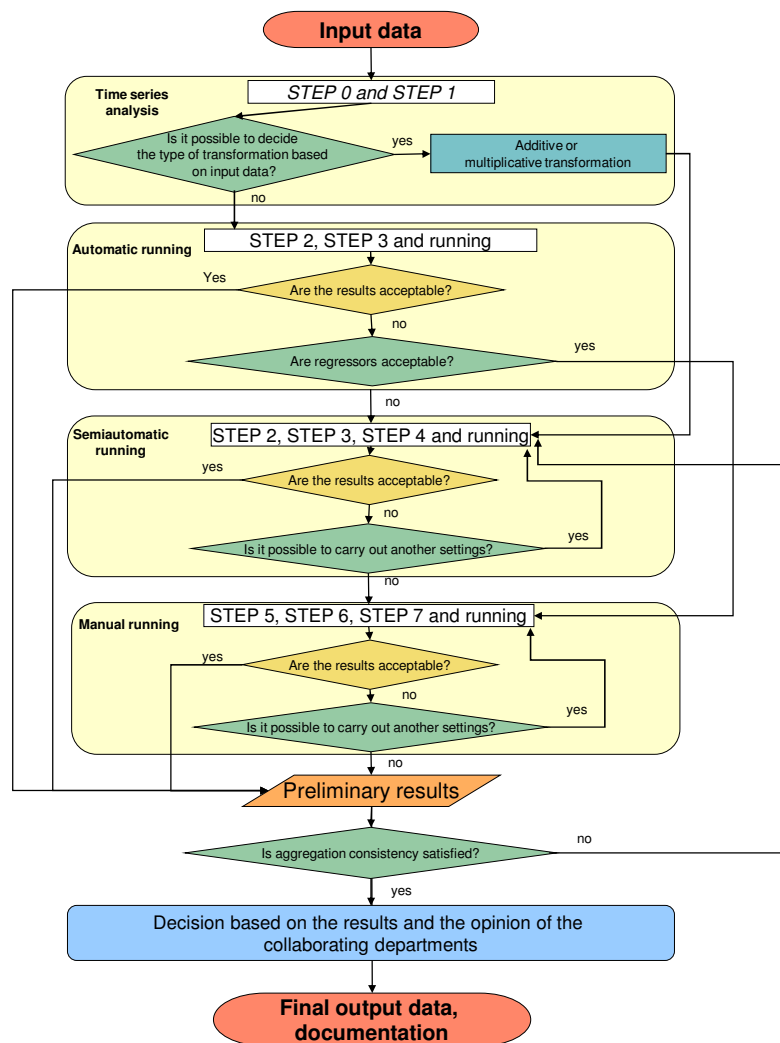 Input data
Time series
analysis
STEP 0 and STEP 1
Is it possible to decide
the type of transformation based
on input data?
yes
Additive or
multiplicative transformation
no
Automatic running
STEP 2, STEP 3 and running
Yes
Are the results acceptable?
no
Are regressors acceptable?
yes
no
Semiautomatic
running
STEP 2, STEP 3, STEP 4 and running
yes
Are the results acceptable?
no
Is it possible to carry out another settings?
yes
no
Manual running
STEP 5, STEP 6, STEP 7 and running
yes
Are the results acceptable?
no
Is it possible to carry out another settings?
yes
no
Preliminary results
Is aggregation consistency satisfied?
no
yes
Decision based on the results and the opinion of the
collaborating departments
Final output data,
documentation